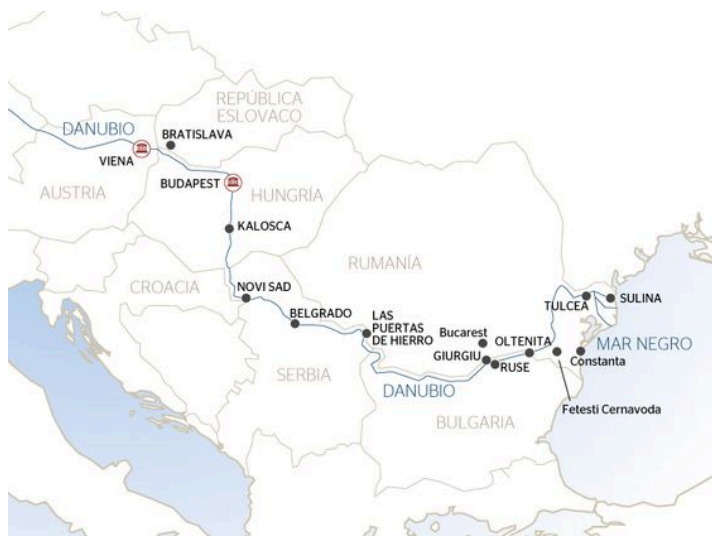 REPÚBLICA
ESLOVACO
DANUBIO
BRATISLAVA
VIENA
BUDAPEST
HUNGRÍA
AUSTRIA
KALOSCA
RUMANÍA
CROACIA
NOVI SAD
BELGRADO
LAS
PUERTAS
DE HIERRO
TULCEA
SULINA
Bucarest
OLTENITA
MAR NEGRO
GIURGIU
RUSE
Constanta
SERBIA
DANUBIO
Fetesti Cernavoda
BULGARIA